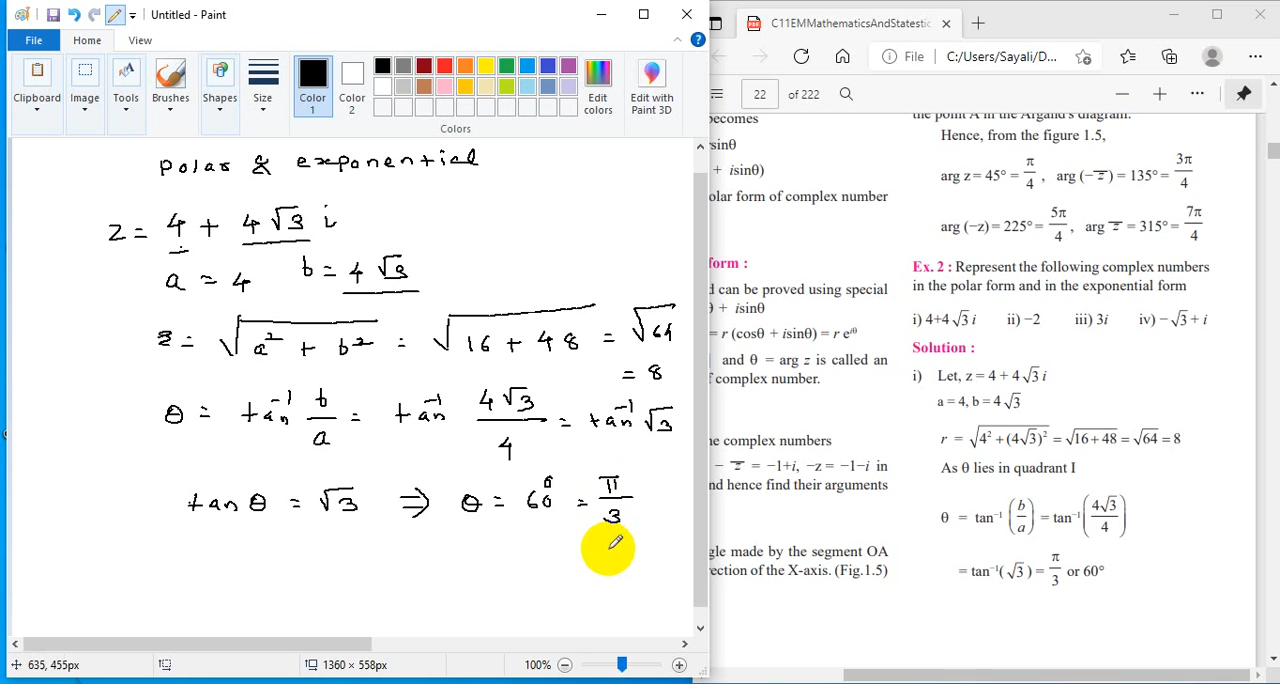 Untitled - Paint
File Home View
Clipboard Image Tools Brushes Shapes Size Color 1 Color 2 Edit colors Edit with Paint 3D
Colors
Polar & exponential
z = 4 + 4√3 i
a = 4 b = 4√3
= √(a² + b²) = √(16 + 48) = √64
= 8
θ = tan⁻¹ b/a = tan⁻¹ 4√3/4 = tan⁻¹ √3
tan θ = √3 ⇒ θ = 60° = π/3
635, 455px 1360 × 558px 100%
C11EMMathematicsAndStatestic
File C:/Users/Sayali/D...
22 of 222
becomes
rsinθ
+ isinθ)
olar form of complex number
form :
d can be proved using special
θ + isinθ
= r (cosθ + isinθ) = r e^iθ
and θ = arg z is called an
f complex number.
he complex numbers
- z̅ = -1+i, -z = -1-i in
nd hence find their arguments
gle made by the segment OA
rection of the X-axis. (Fig.1.5)
the point A in the Argand's diagram.
Hence, from the figure 1.5,
arg z = 45° = π/4 , arg (-z̅) = 135° = 3π/4
arg (-z) = 225° = 5π/4 , arg z̅ = 315° = 7π/4
Ex. 2 : Represent the following complex numbers
in the polar form and in the exponential form
i) 4+4√3 i ii) -2 iii) 3i iv) -√3 + i
Solution :
i) Let, z = 4 + 4√3 i
a = 4, b = 4√3
r = √(4² + (4√3)²) = √(16 + 48) = √64 = 8
As θ lies in quadrant I
θ = tan⁻¹ (b/a) = tan⁻¹ (4√3/4)
= tan⁻¹(√3) = π/3 or 60°